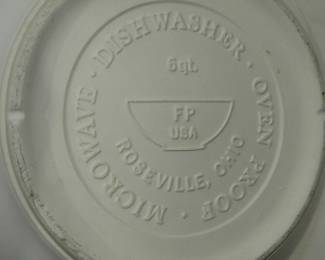 MICROWAVE · DISHWASHER · OVEN PROOF ·
6qt.
FP
USA
ROSEVILLE, OHIO